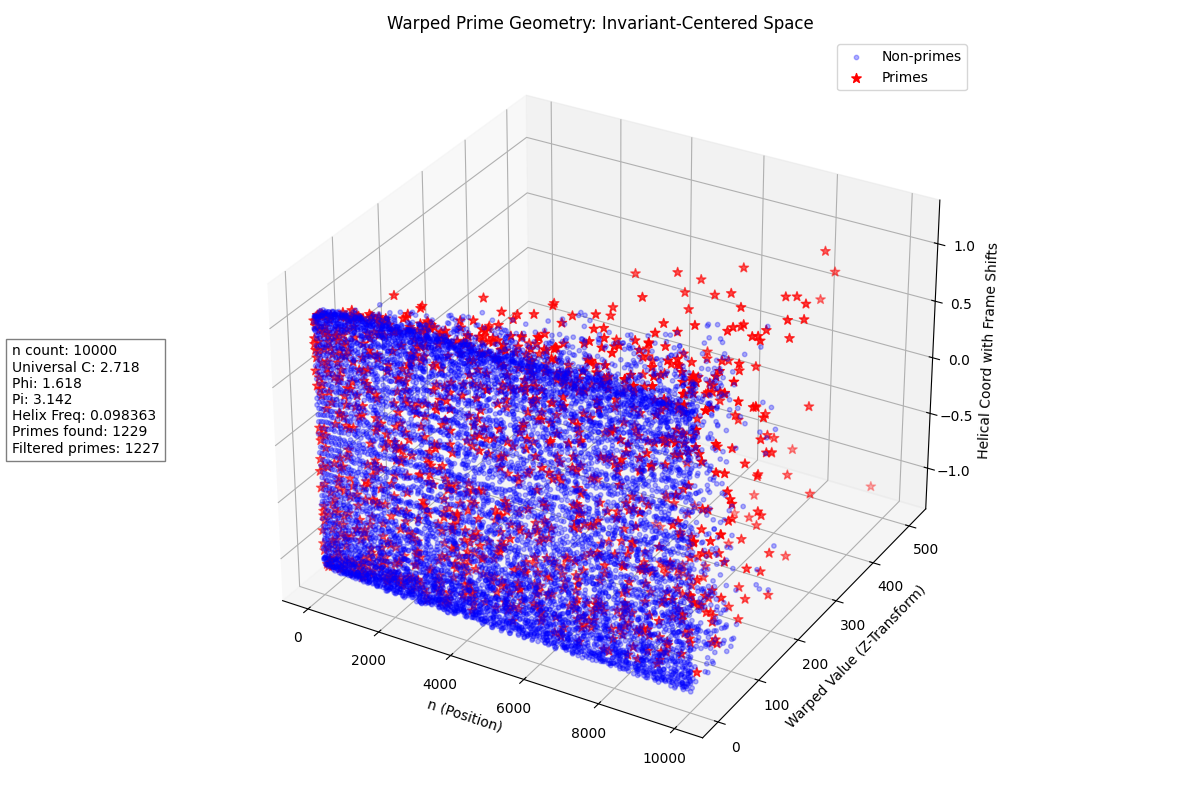 Warped Prime Geometry: Invariant-Centered Space
Non-primes
Primes
n count: 10000
Universal C: 2.718
Phi: 1.618
Pi: 3.142
Helix Freq: 0.098363
Primes found: 1229
Filtered primes: 1227
1.0
0.5
0.0
−0.5
−1.0
Helical Coord with Frame Shifts
500
400
300
200
100
0
Warped Value (Z-Transform)
0
2000
4000
6000
8000
10000
n (Position)